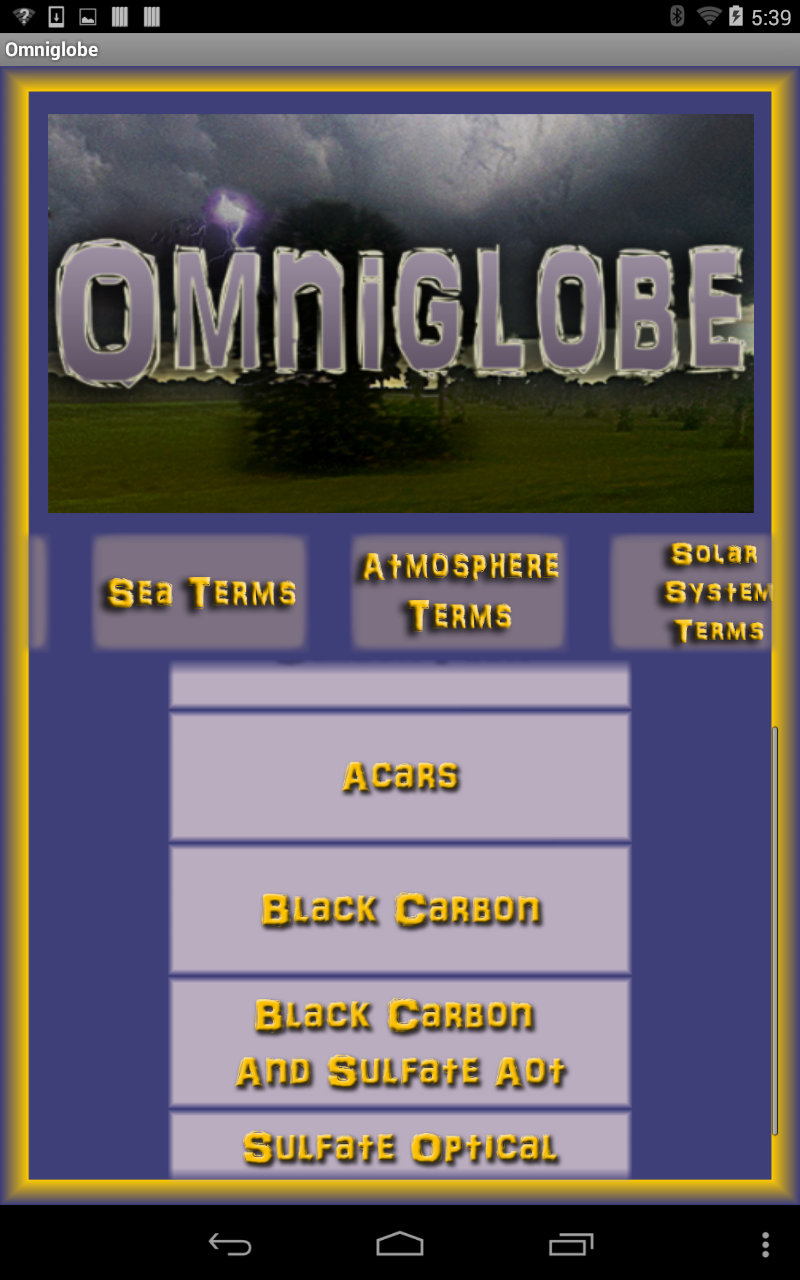 5:39
Omniglobe
OMNIGLOBE
Sea Terms
Atmosphere
Terms
Solar
System
Terms
Acars
Black Carbon
Black Carbon
And Sulfate Aot
Sulfate Optical